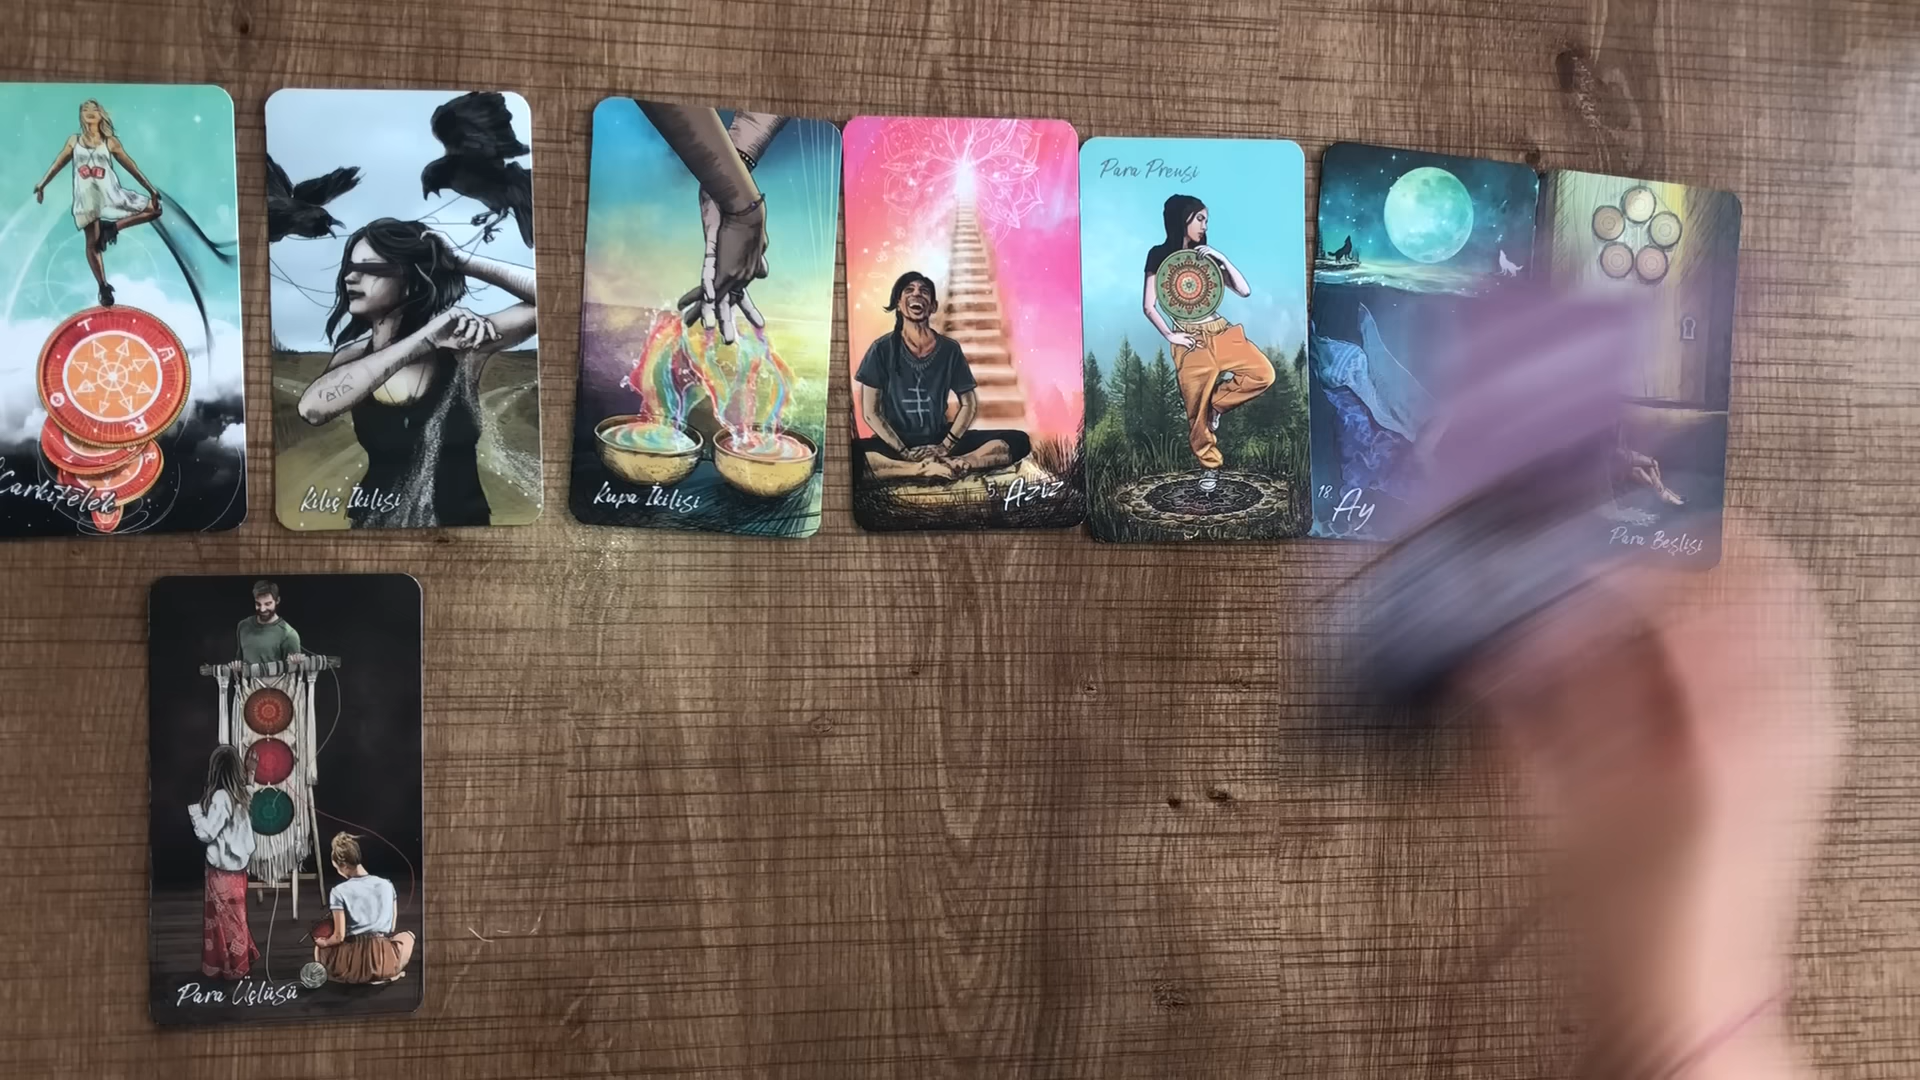 Çarkıfelek
Kılıç İkilisi
Kupa İkilisi
5. Aziz
Para Prensi
18. Ay
Para Beşlisi
Para Üçlüsü